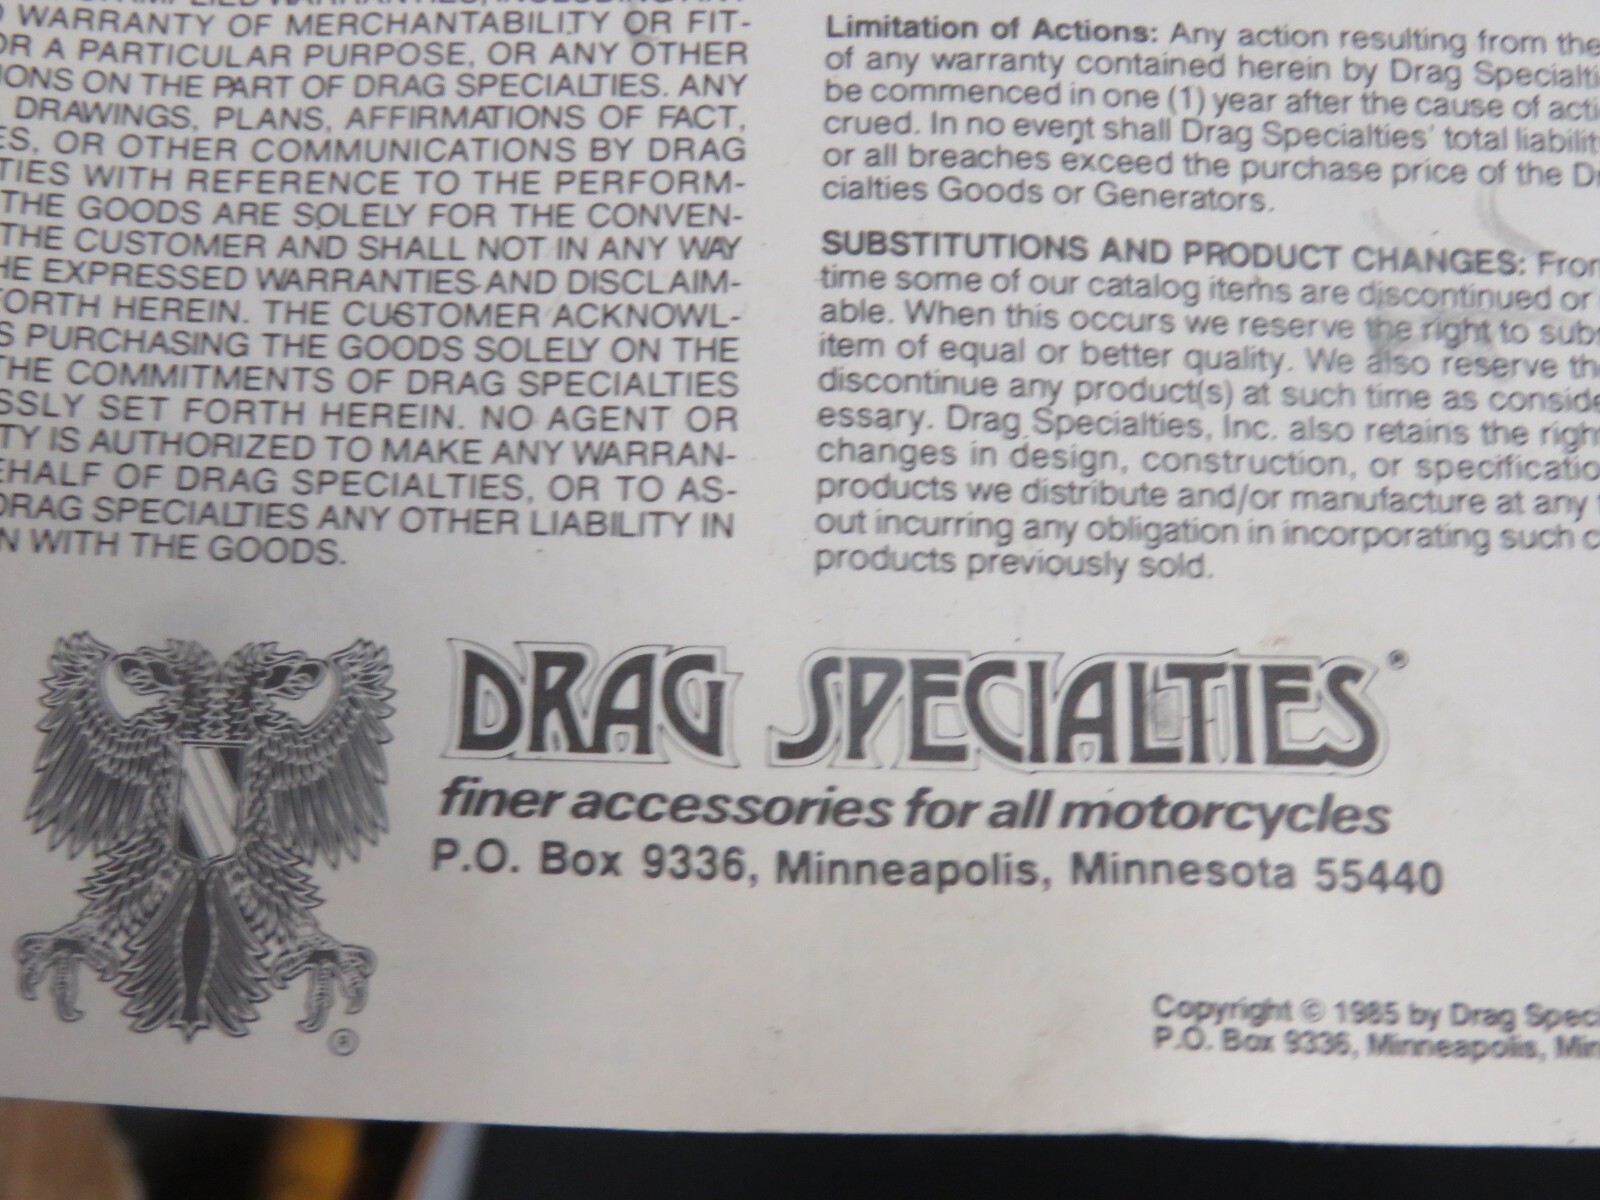 WARRANTY OF MERCHANTABILITY OR FIT-
OR A PARTICULAR PURPOSE, OR ANY OTHER
IONS ON THE PART OF DRAG SPECIALTIES. ANY
DRAWINGS, PLANS, AFFIRMATIONS OF FACT,
ES, OR OTHER COMMUNICATIONS BY DRAG
TIES WITH REFERENCE TO THE PERFORM-
THE GOODS ARE SOLELY FOR THE CONVEN-
THE CUSTOMER AND SHALL NOT IN ANY WAY
HE EXPRESSED WARRANTIES AND DISCLAIM-
FORTH HEREIN. THE CUSTOMER ACKNOWL-
S PURCHASING THE GOODS SOLELY ON THE
THE COMMITMENTS OF DRAG SPECIALTIES
SSLY SET FORTH HEREIN. NO AGENT OR
TY IS AUTHORIZED TO MAKE ANY WARRAN-
EHALF OF DRAG SPECIALTIES, OR TO AS-
DRAG SPECIALTIES ANY OTHER LIABILITY IN
N WITH THE GOODS.
Limitation of Actions: Any action resulting from the
of any warranty contained herein by Drag Specialti
be commenced in one (1) year after the cause of acti
crued. In no event shall Drag Specialties' total liabilit
or all breaches exceed the purchase price of the Dr
cialties Goods or Generators.
SUBSTITUTIONS AND PRODUCT CHANGES: From
time some of our catalog items are discontinued or
able. When this occurs we reserve the right to subs
item of equal or better quality. We also reserve th
discontinue any product(s) at such time as conside
essary. Drag Specialties, Inc. also retains the righ
changes in design, construction, or specificatio
products we distribute and/or manufacture at any
out incurring any obligation in incorporating such c
products previously sold.
DRAG SPECIALTIES®
finer accessories for all motorcycles
P.O. Box 9336, Minneapolis, Minnesota 55440
®
Copyright © 1985 by Drag Speci
P.O. Box 9336, Minneapolis, Min